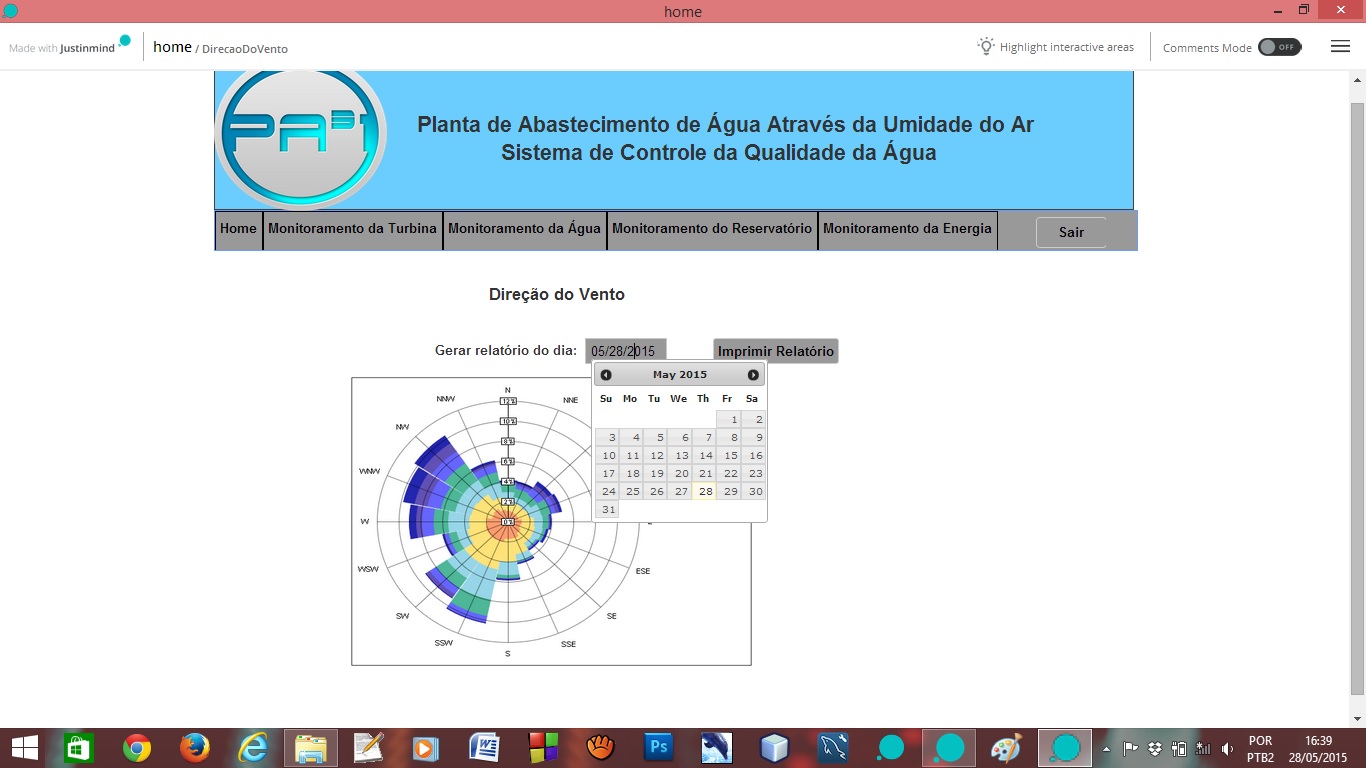 home
Made with Justinmind
home / DirecaoDoVento
Highlight interactive areas
Comments Mode
OFF
PAB1
Planta de Abastecimento de Água Através da Umidade do Ar
Sistema de Controle da Qualidade da Água
Home Monitoramento da Turbina Monitoramento da Água Monitoramento do Reservatório Monitoramento da Energia Sair
Direção do Vento
Gerar relatório do dia: 05/28/2015 Imprimir Relatório
May 2015
Su Mo Tu We Th Fr Sa
1 2
3 4 5 6 7 8 9
10 11 12 13 14 15 16
17 18 19 20 21 22 23
24 25 26 27 28 29 30
31
N
NNW NNE
12%
10%
NW
8%
6%
WNW
4%
2%
W 0%
WSW ESE
SW SE
SSW SSE
S
Ps
POR 16:39
PTB2 28/05/2015